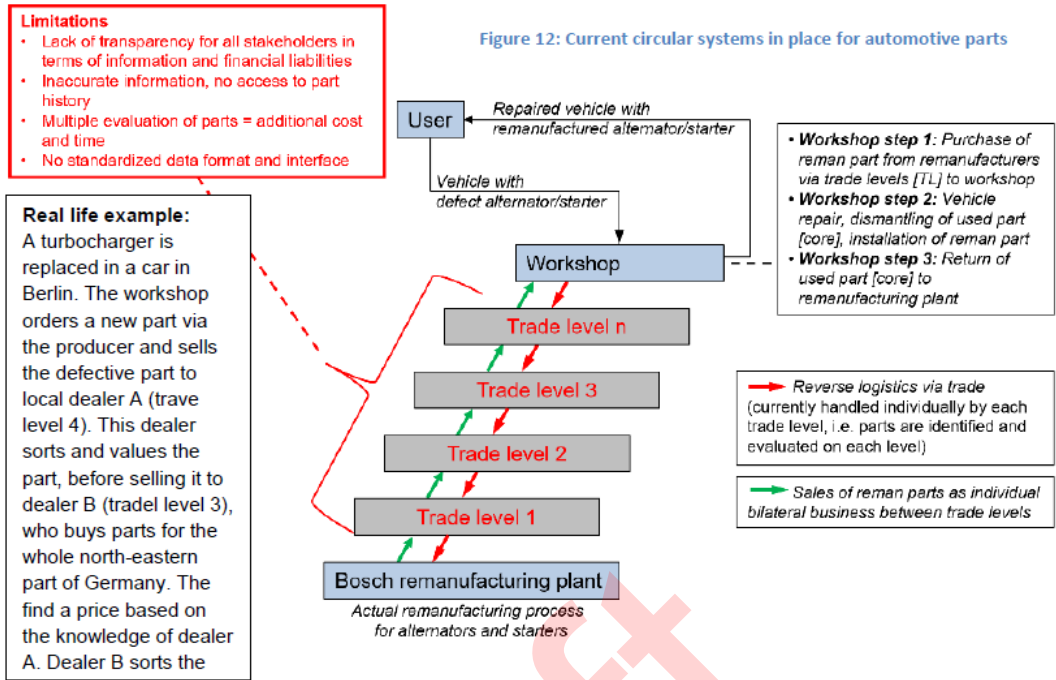 Limitations
• Lack of transparency for all stakeholders in
terms of information and financial liabilities
• Inaccurate information, no access to part
history
• Multiple evaluation of parts = additional cost
and time
• No standardized data format and interface
Figure 12: Current circular systems in place for automotive parts
Real life example:
A turbocharger is
replaced in a car in
Berlin. The workshop
orders a new part via
the producer and sells
the defective part to
local dealer A (trave
level 4). This dealer
sorts and values the
part, before selling it to
dealer B (tradel level 3),
who buys parts for the
whole north-eastern
part of Germany. The
find a price based on
the knowledge of dealer
A. Dealer B sorts the
User
Repaired vehicle with
remanufactured alternator/starter
Vehicle with
defect alternator/starter
Workshop
Trade level n
Trade level 3
Trade level 2
Trade level 1
Bosch remanufacturing plant
Actual remanufacturing process
for alternators and starters
• Workshop step 1: Purchase of
reman part from remanufacturers
via trade levels [TL] to workshop
• Workshop step 2: Vehicle
repair, dismantling of used part
[core], installation of reman part
• Workshop step 3: Return of
used part [core] to
remanufacturing plant
Reverse logistics via trade
(currently handled individually by each
trade level, i.e. parts are identified and
evaluated on each level)
Sales of reman parts as individual
bilateral business between trade levels